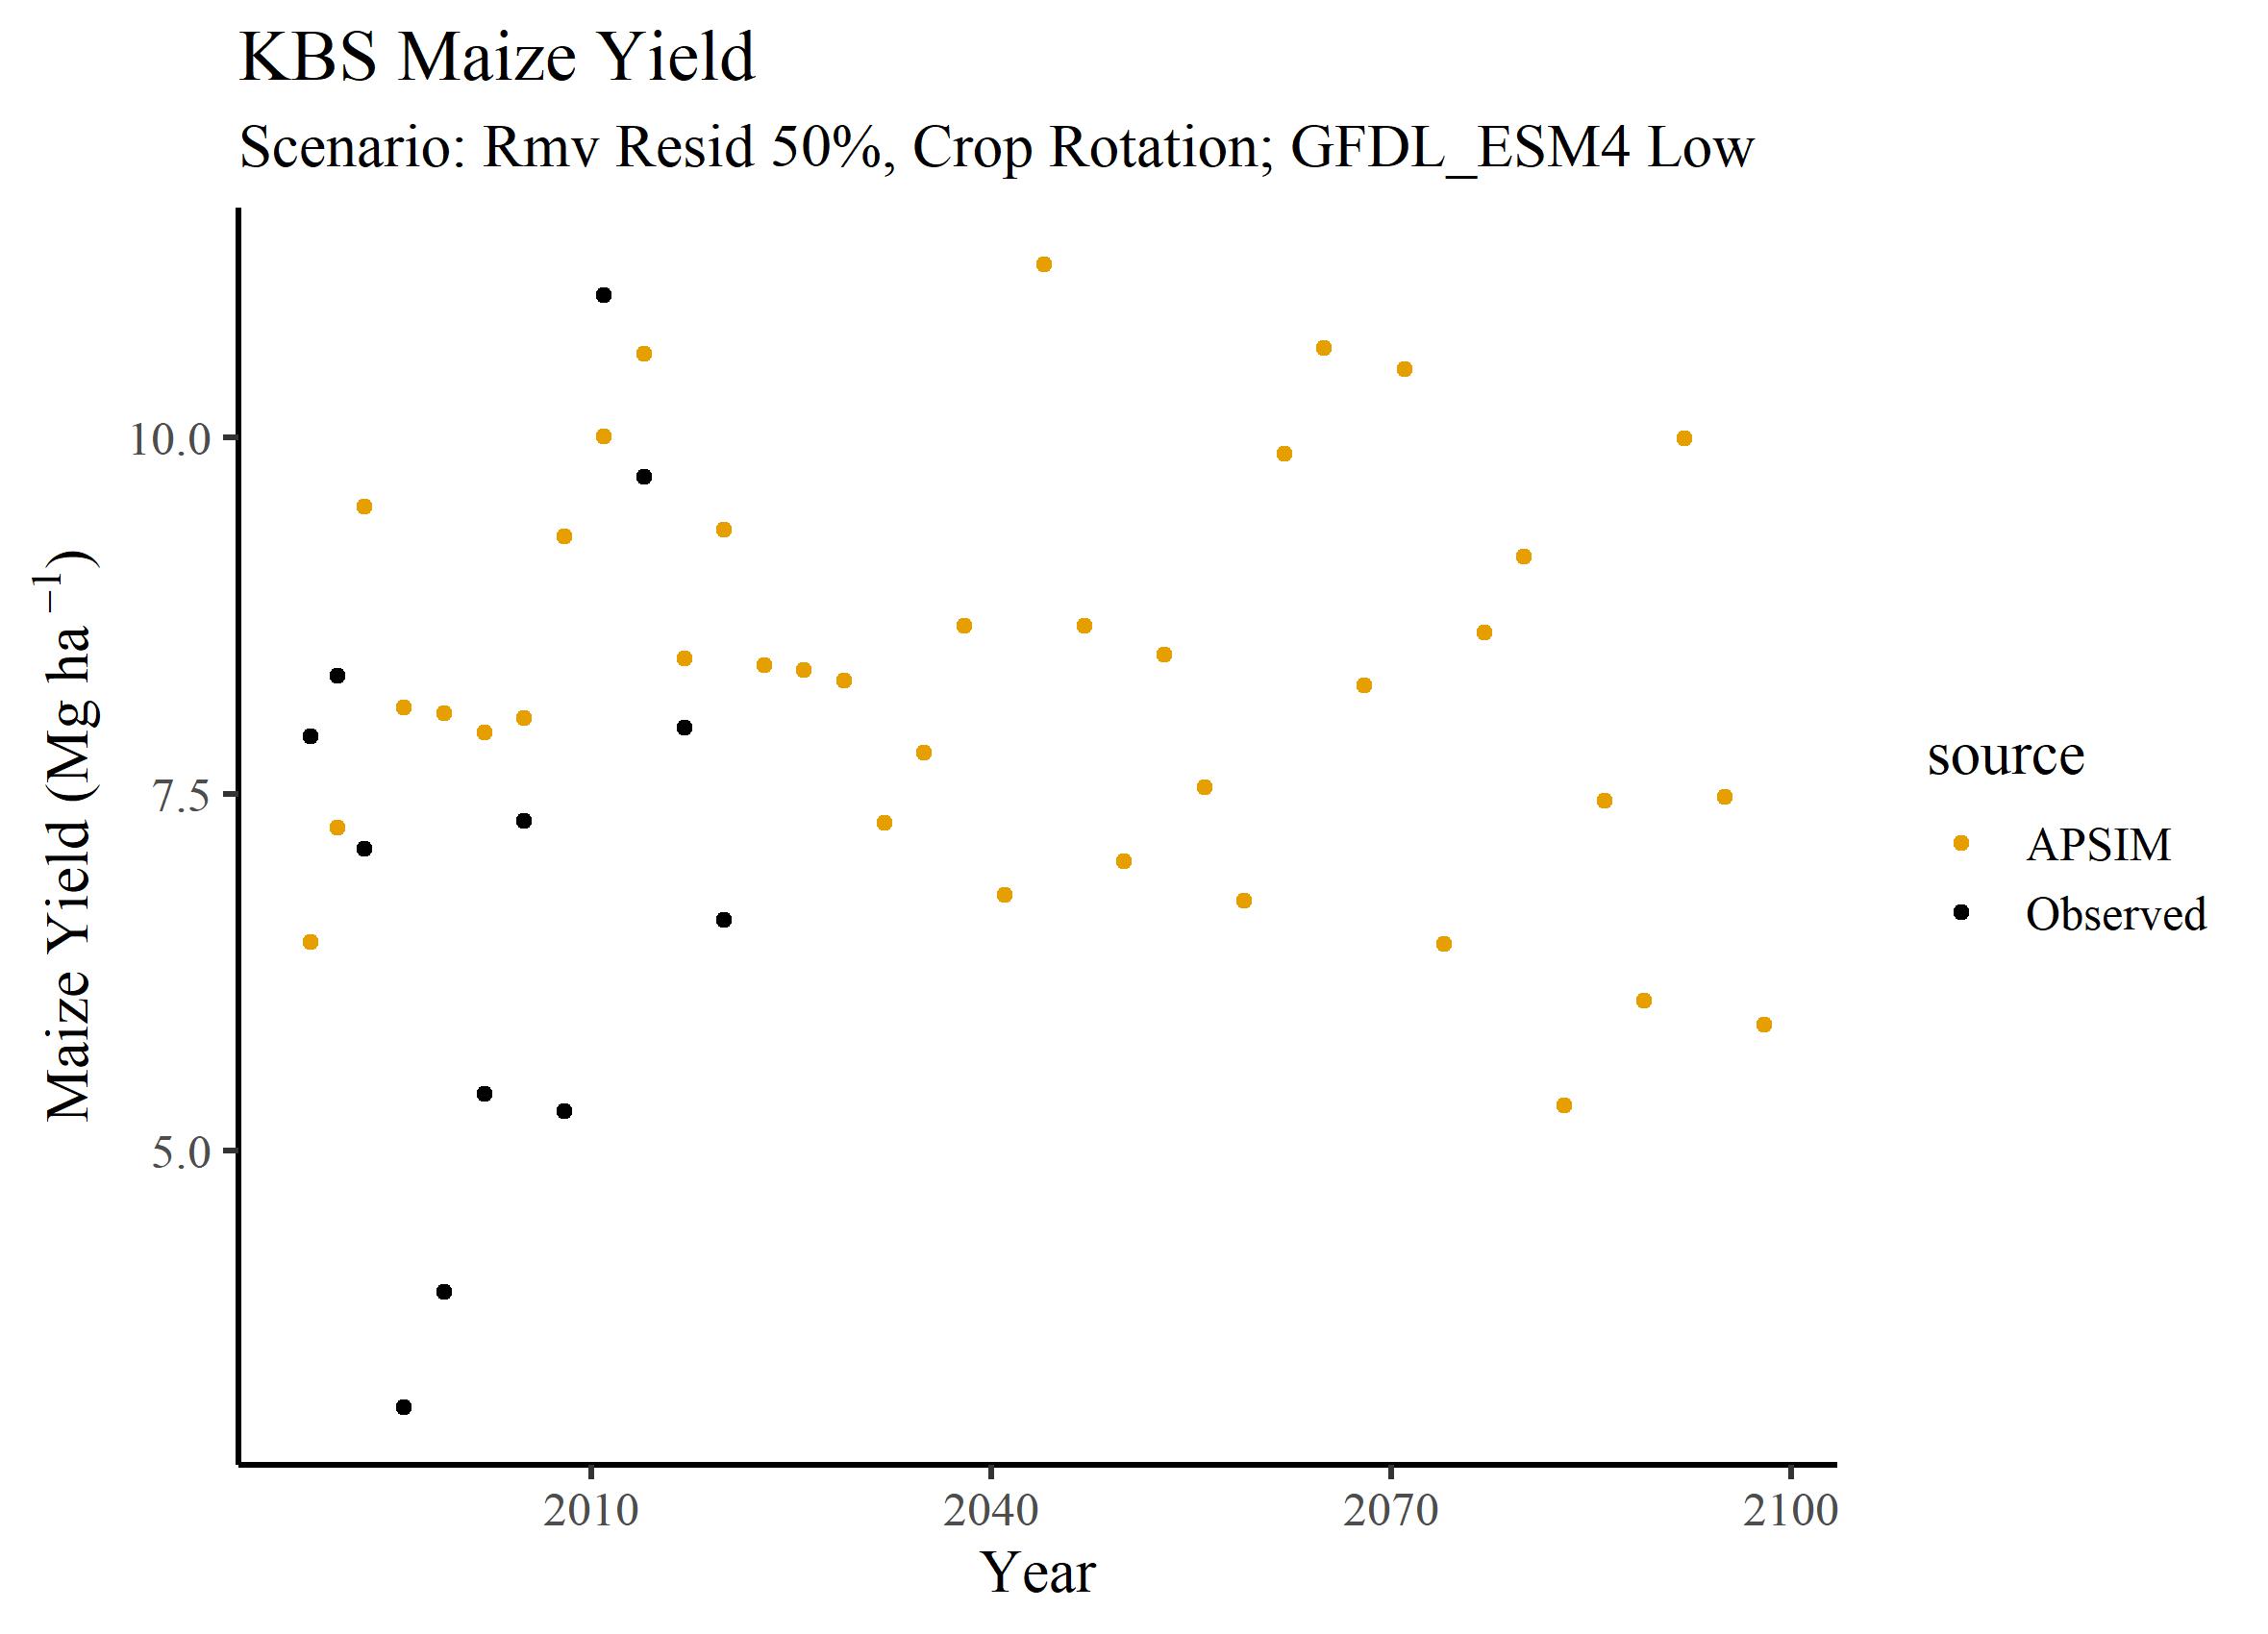 KBS Maize Yield
Scenario: Rmv Resid 50%, Crop Rotation; GFDL_ESM4 Low
Maize Yield (Mg ha⁻¹)
10.0
7.5
5.0
2010
2040
2070
2100
Year
source
APSIM
Observed